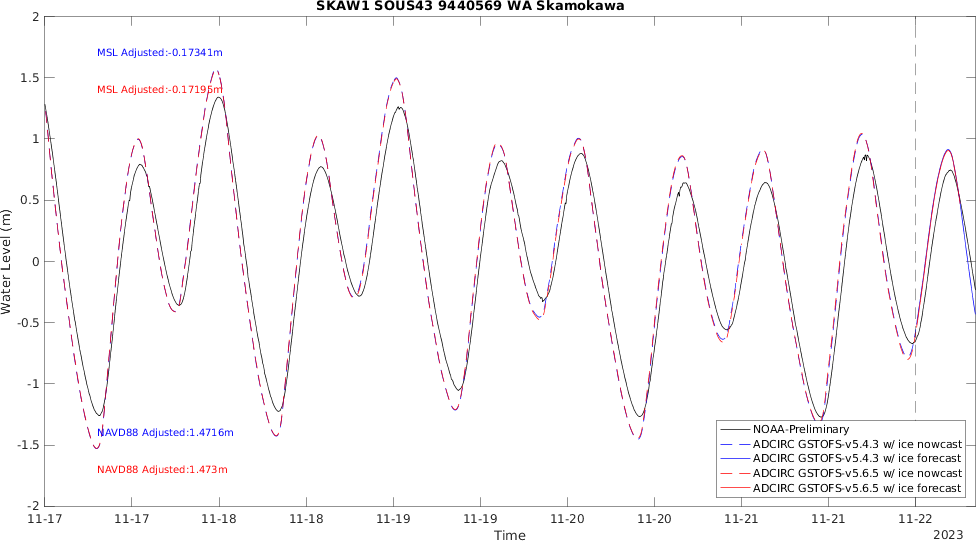 SKAW1 SOUS43 9440569 WA Skamokawa
2
1.5
1
0.5
0
-0.5
-1
-1.5
-2
Water Level (m)
MSL Adjusted:-0.17341m
MSL Adjusted:-0.17195m
NAVD88 Adjusted:1.4716m
NAVD88 Adjusted:1.473m
NOAA-Preliminary
ADCIRC GSTOFS-v5.4.3 w/ ice nowcast
ADCIRC GSTOFS-v5.4.3 w/ ice forecast
ADCIRC GSTOFS-v5.6.5 w/ ice nowcast
ADCIRC GSTOFS-v5.6.5 w/ ice forecast
11-17 11-17 11-18 11-18 11-19 11-19 11-20 11-20 11-21 11-21 11-22
Time
2023